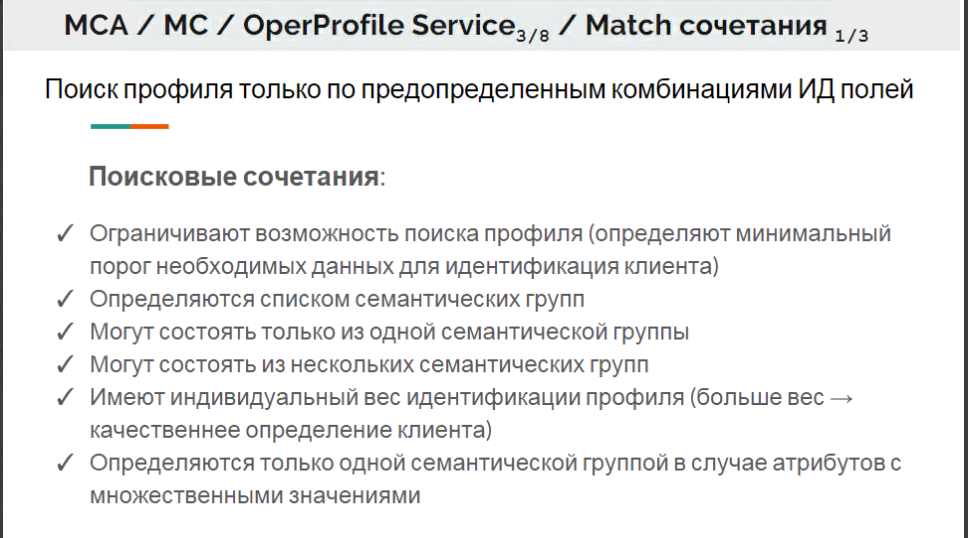 MCA / MC / OperProfile Service3/8 / Match сочетания 1/3
Поиск профиля только по предопределенным комбинациями ИД полей
Поисковые сочетания:
✓ Ограничивают возможность поиска профиля (определяют минимальный
порог необходимых данных для идентификация клиента)
✓ Определяются списком семантических групп
✓ Могут состоять только из одной семантической группы
✓ Могут состоять из нескольких семантических групп
✓ Имеют индивидуальный вес идентификации профиля (больше вес →
качественнее определение клиента)
✓ Определяются только одной семантической группой в случае атрибутов с
множественными значениями